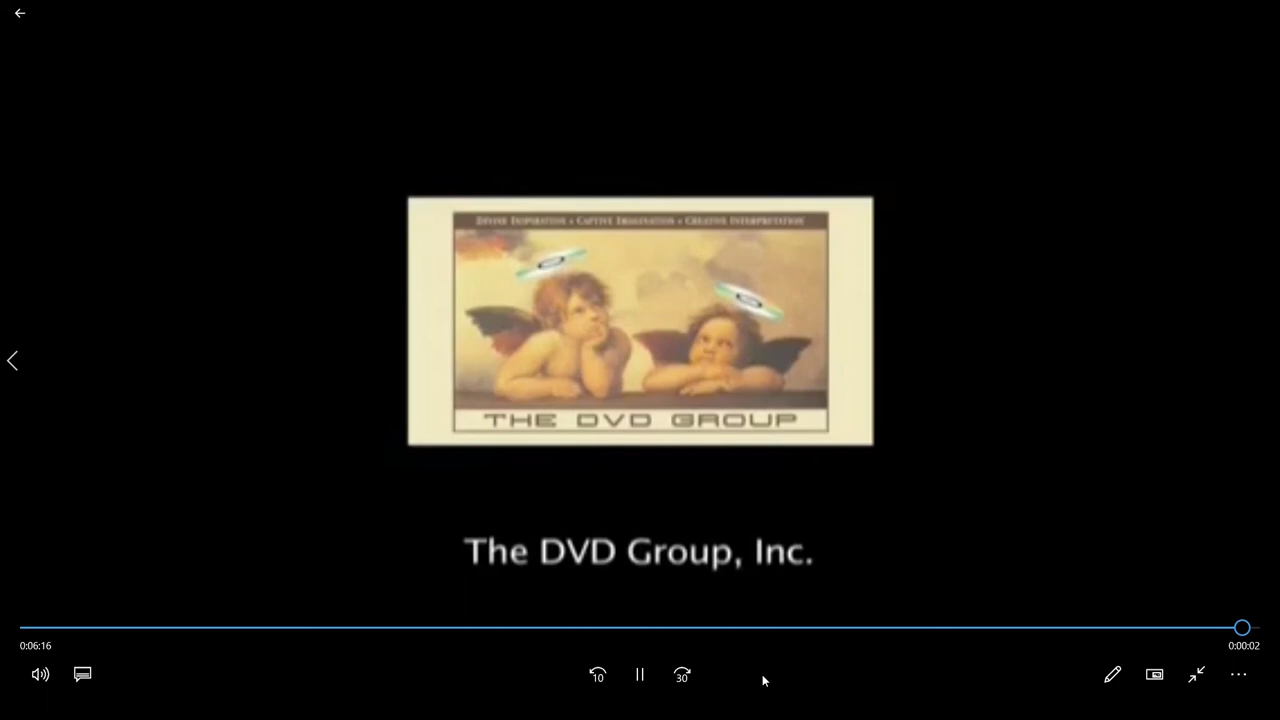 DIVINE INSPIRATION • CAPTIVE IMAGINATION • CREATIVE INTERPRETATION
THE DVD GROUP
The DVD Group, Inc.
0:06:16
0:00:02
10
30